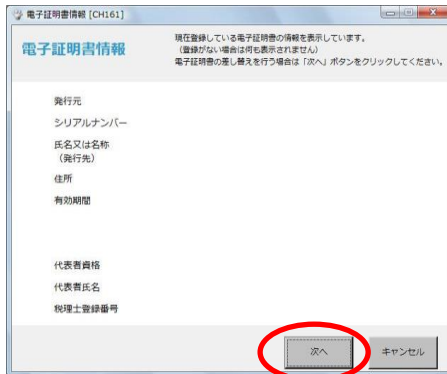 電子証明書情報 [CH161]
電子証明書情報
現在登録している電子証明書の情報を表示しています。
（登録がない場合は何も表示されません）
電子証明書の差し替えを行う場合は「次へ」ボタンをクリックしてください。
発行元
シリアルナンバー
氏名又は名称
（発行先）
住所
有効期間
代表者資格
代表者氏名
税理士登録番号
次へ
キャンセル